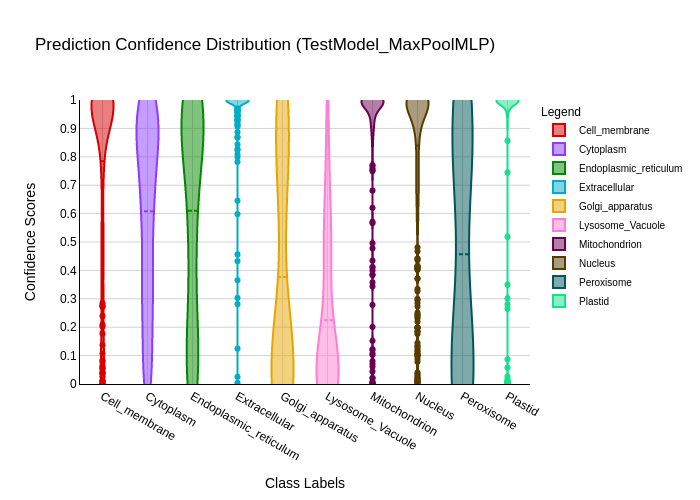 Prediction Confidence Distribution (TestModel_MaxPoolMLP)
Confidence Scores
1
0.9
0.8
0.7
0.6
0.5
0.4
0.3
0.2
0.1
0
Cell_membrane
Cytoplasm
Endoplasmic_reticulum
Extracellular
Golgi_apparatus
Lysosome_Vacuole
Mitochondrion
Nucleus
Peroxisome
Plastid
Class Labels
Legend
Cell_membrane
Cytoplasm
Endoplasmic_reticulum
Extracellular
Golgi_apparatus
Lysosome_Vacuole
Mitochondrion
Nucleus
Peroxisome
Plastid